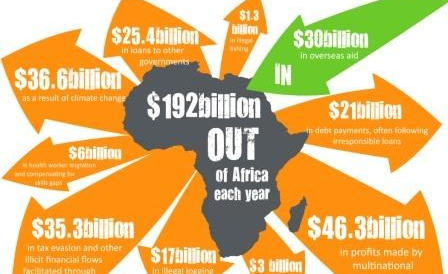 $25.4billion
in loans to other
governments
$1.3
billion
in illegal
fishing
$30billion
in overseas aid
IN
$36.6billion
as a result of climate change
$192billion
OUT
of Africa
each year
$21billion
in debt payments, often following
irresponsible loans
$6billion
in health worker migration
and compensating for
skills gaps
$35.3billion
in tax evasion and other
illicit financial flows
facilitated through
$17billion
in illegal logging
$3 billion
$46.3billion
in profits made by
multinational